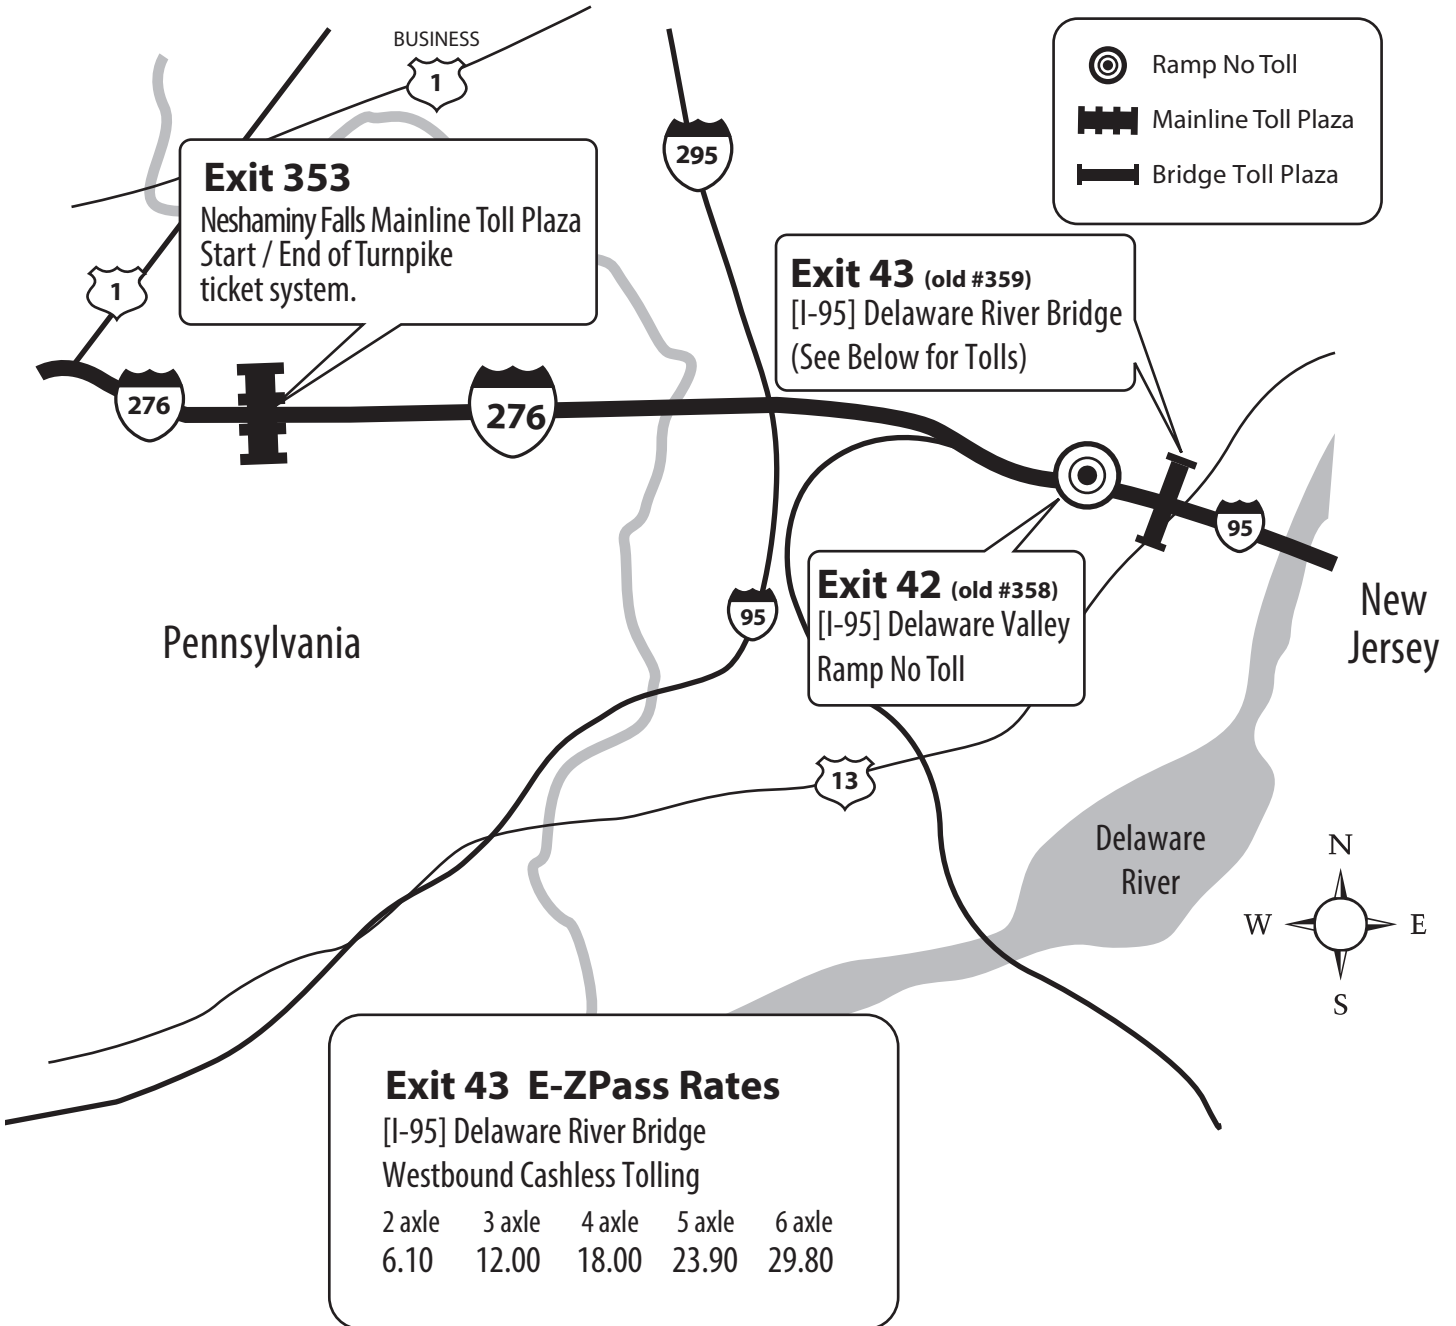 BUSINESS
1
Ramp No Toll
Mainline Toll Plaza
Bridge Toll Plaza
295
Exit 353
Neshaminy Falls Mainline Toll Plaza
Start / End of Turnpike
ticket system.
1
Exit 43 (old #359)
[I-95] Delaware River Bridge
(See Below for Tolls)
276
276
95
Exit 42 (old #358)
[I-95] Delaware Valley
Ramp No Toll
95
New
Jersey
Pennsylvania
13
Delaware
River
N
W E
S
Exit 43 E-ZPass Rates
[I-95] Delaware River Bridge
Westbound Cashless Tolling
2 axle 3 axle 4 axle 5 axle 6 axle
6.10 12.00 18.00 23.90 29.80